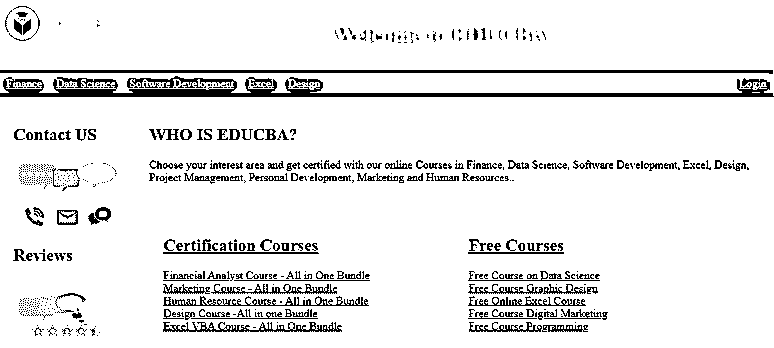 Welcome to EDUCBA
Finance Data Science Software Development Excel Design Login
Contact US
WHO IS EDUCBA?
Choose your interest area and get certified with our online Courses in Finance, Data Science, Software Development, Excel, Design,
Project Management, Personal Development, Marketing and Human Resources..
Reviews
Certification Courses
Financial Analyst Course - All in One Bundle
Marketing Course - All in One Bundle
Human Resource Course - All in One Bundle
Design Course -All in one Bundle
Excel VBA Course - All in One Bundle
Free Courses
Free Course on Data Science
Free Course Graphic Design
Free Online Excel Course
Free Course Digital Marketing
Free Course Programming